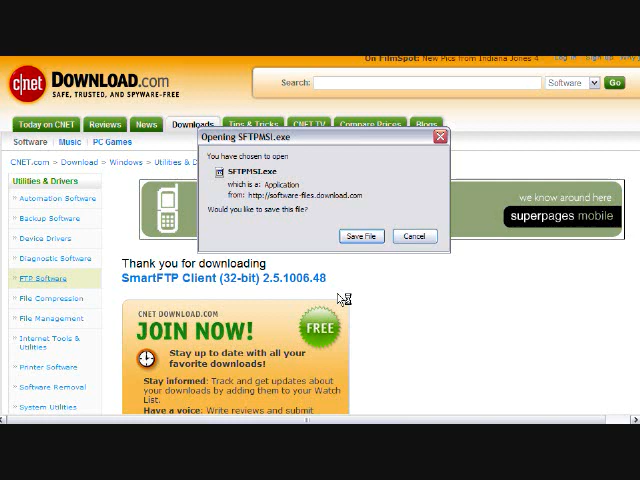 On FilmSpot: New Pics from Indiana Jones 4
Log in
Sign up
Why
c|net DOWNLOAD.com
SAFE, TRUSTED, AND SPYWARE-FREE
Search:
Software
Go
Today on CNET
Reviews
News
Downloads
Tips & Tricks
CNET TV
Compare Prices
Blogs
Software
Music
PC Games
CNET.com > Download > Windows > Utilities & D
Opening SFTPMSI.exe
You have chosen to open
SFTPMSI.exe
which is a: Application
from: http://software-files.download.com
Would you like to save this file?
Save File
Cancel
Utilities & Drivers
Automation Software
Backup Software
Device Drivers
Diagnostic Software
FTP Software
File Compression
File Management
Internet Tools &
Utilities
Printer Software
Software Removal
System Utilities
we know around here
superpages mobile
Thank you for downloading
SmartFTP Client (32-bit) 2.5.1006.48
CNET DOWNLOAD.COM
JOIN NOW!
FREE
Stay up to date with all your
favorite downloads!
Stay informed: Track and get updates about
your downloads by adding them to your Watch
List.
Have a voice: Write reviews and submit